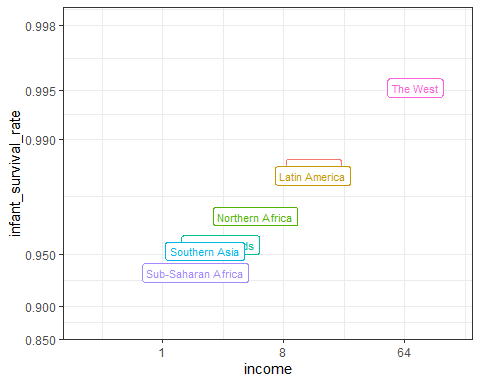 0.998
0.995
0.990
0.950
0.900
0.850
infant_survival_rate
The West
Latin America
Northern Africa
ds
Southern Asia
Sub-Saharan Africa
1
8
64
income